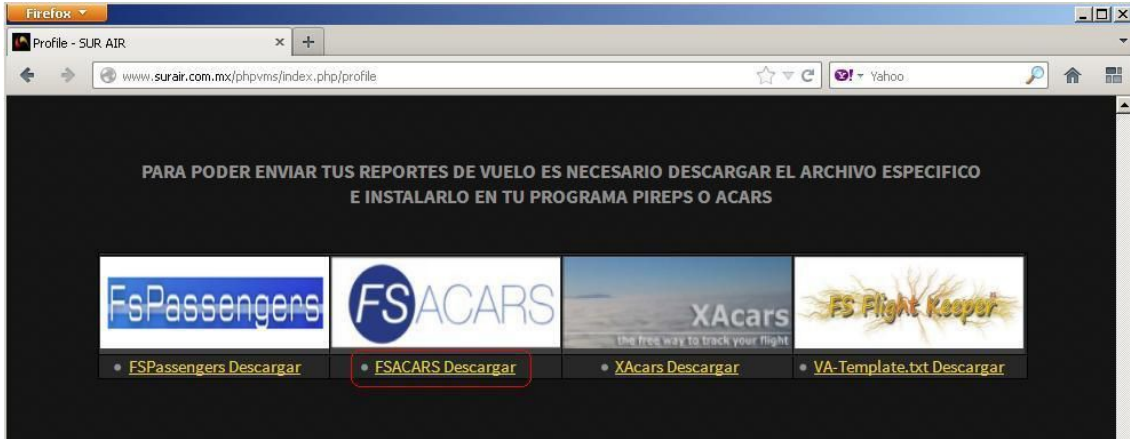 Firefox
Profile - SUR AIR
www.surair.com.mx/phpvms/index.php/profile
Yahoo
PARA PODER ENVIAR TUS REPORTES DE VUELO ES NECESARIO DESCARGAR EL ARCHIVO ESPECIFICO
E INSTALARLO EN TU PROGRAMA PIREPS O ACARS
FsPassengers
FSACARS
XAcars
the free way to track your flight
FS Flight Keeper
FSPassengers Descargar
FSACARS Descargar
XAcars Descargar
VA-Template.txt Descargar